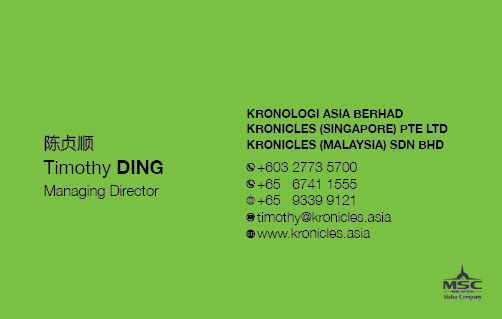 陈贞顺
Timothy DING
Managing Director
KRONOLOGI ASIA BERHAD
KRONICLES (SINGAPORE) PTE LTD
KRONICLES (MALAYSIA) SDN BHD
+603 2773 5700
+65 6741 1555
+65 9339 9121
timothy@kronicles.asia
www.kronicles.asia
MSC
MALAYSIA
Status Company